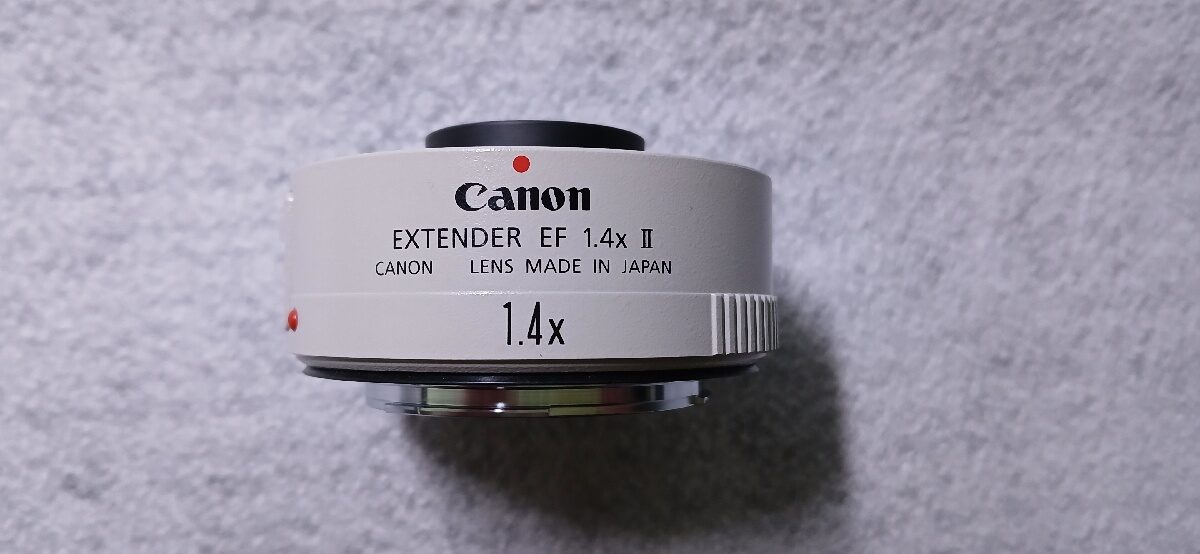 Canon
EXTENDER EF 1.4x II
CANON LENS MADE IN JAPAN
1.4x